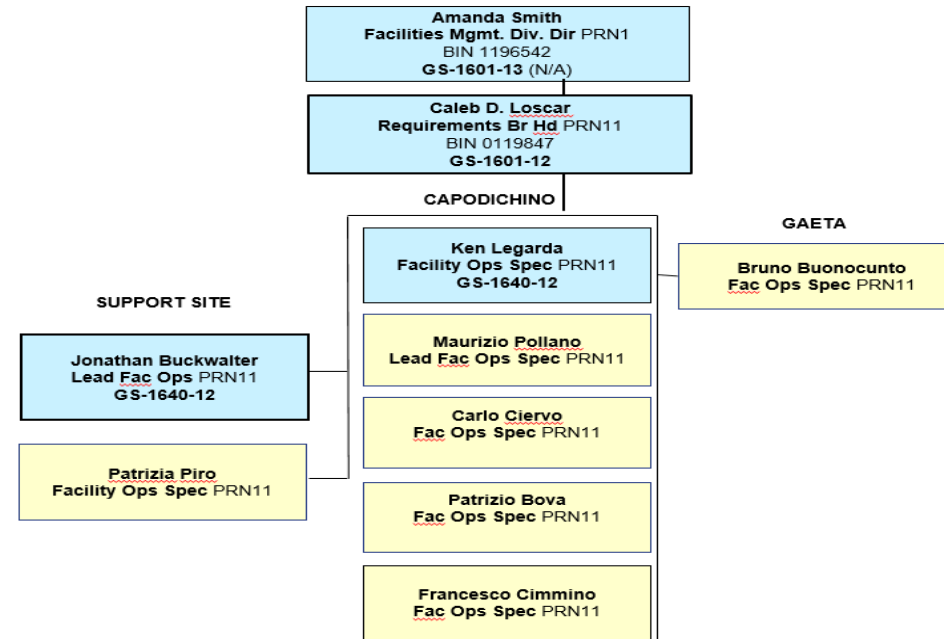 Amanda Smith
Facilities Mgmt. Div. Dir PRN1
BIN 1196542
GS-1601-13 (N/A)
Caleb D. Loscar
Requirements Br Hd PRN11
BIN 0119847
GS-1601-12
CAPODICHINO
Ken Legarda
Facility Ops Spec PRN11
GS-1640-12
Maurizio Pollano
Lead Fac Ops Spec PRN11
Carlo Ciervo
Fac Ops Spec PRN11
Patrizio Bova
Fac Ops Spec PRN11
Francesco Cimmino
Fac Ops Spec PRN11
GAETA
Bruno Buonocunto
Fac Ops Spec PRN11
SUPPORT SITE
Jonathan Buckwalter
Lead Fac Ops PRN11
GS-1640-12
Patrizia Piro
Facility Ops Spec PRN11